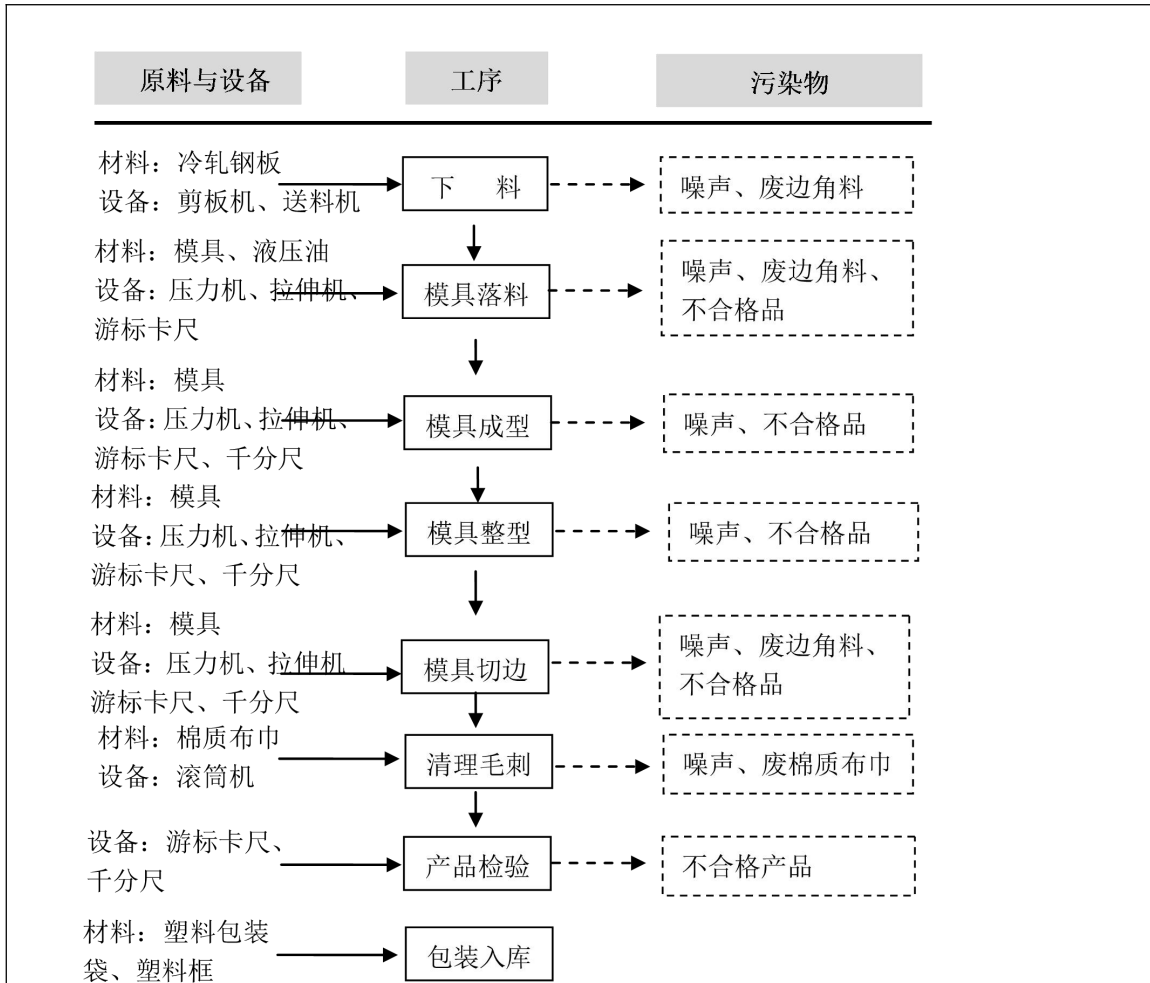 原料与设备 工序 污染物
材料：冷轧钢板
设备：剪板机、送料机
下 料
噪声、废边角料
材料：模具、液压油
设备：压力机、拉伸机、
游标卡尺
模具落料
噪声、废边角料、
不合格品
材料：模具
设备：压力机、拉伸机、
游标卡尺、千分尺
模具成型
噪声、不合格品
材料：模具
设备：压力机、拉伸机、
游标卡尺、千分尺
模具整型
噪声、不合格品
材料：模具
设备：压力机、拉伸机
游标卡尺、千分尺
模具切边
噪声、废边角料、
不合格品
材料：棉质布巾
设备：滚筒机
清理毛刺
噪声、废棉质布巾
设备：游标卡尺、
千分尺
产品检验
不合格产品
材料：塑料包装
袋、塑料框
包装入库